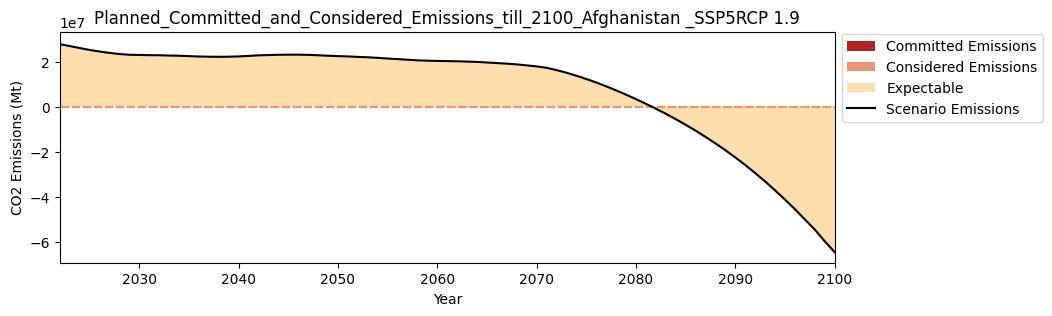 Planned_Committed_and_Considered_Emissions_till_2100_Afghanistan _SSP5RCP 1.9
1e7
2
0
−2
−4
−6
CO2 Emissions (Mt)
2030 2040 2050 2060 2070 2080 2090 2100
Year
Committed Emissions
Considered Emissions
Expectable
Scenario Emissions